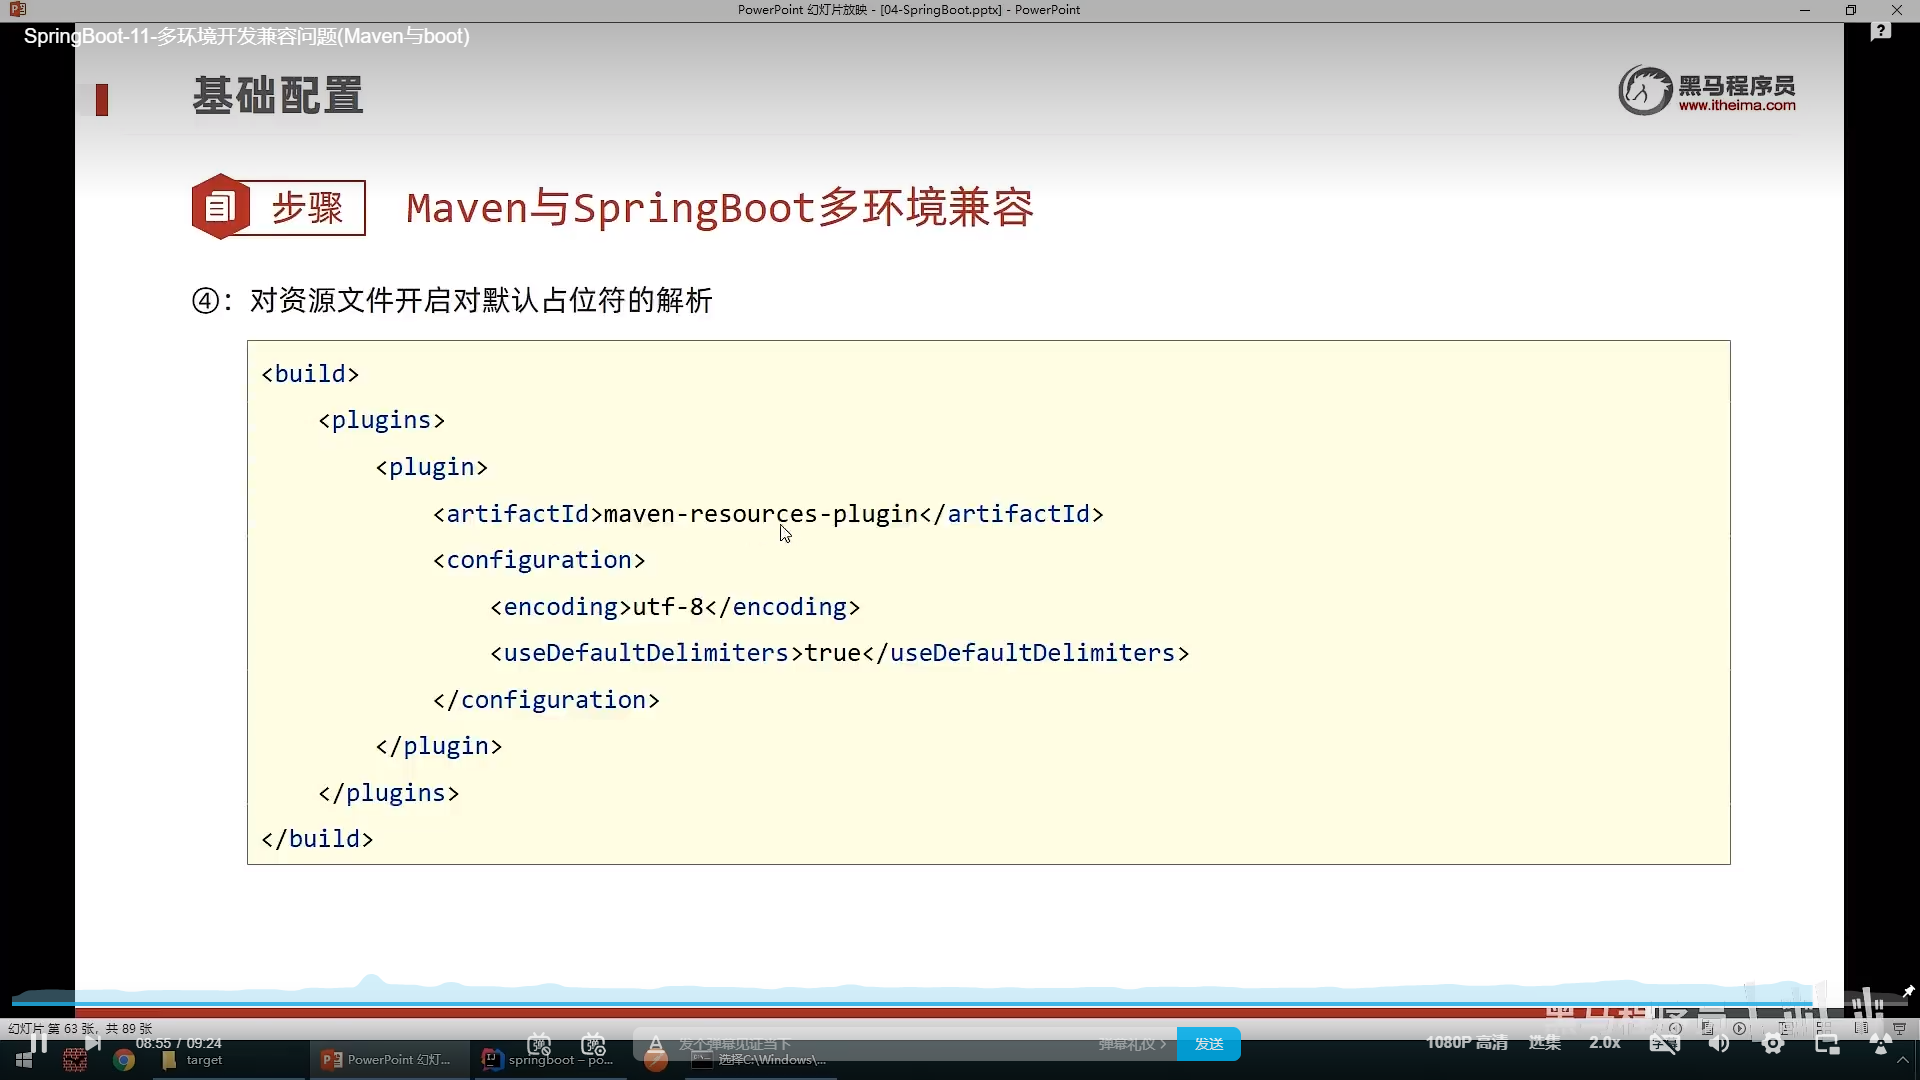 PowerPoint 幻灯片放映 - [04-SpringBoot.pptx] - PowerPoint
SpringBoot-11-多环境开发兼容问题(Maven与boot)
基础配置
黑马程序员
www.itheima.com
步骤
Maven与SpringBoot多环境兼容
④：对资源文件开启对默认占位符的解析
<build>
<plugins>
<plugin>
<artifactId>maven-resources-plugin</artifactId>
<configuration>
<encoding>utf-8</encoding>
<useDefaultDelimiters>true</useDefaultDelimiters>
</configuration>
</plugin>
</plugins>
</build>
幻灯片 第 63 张，共 89 张
08:55 / 09:24
发个弹幕见证当下
弹幕礼仪 >
发送
1080P 高清
选集
2.0x
target
PowerPoint 幻灯...
springboot – po...
选择C:\Windows\...